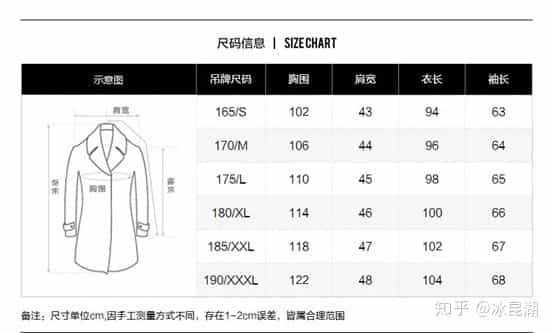 尺码信息 | SIZE CHART
示意图 吊牌尺码 胸围 肩宽 衣长 袖长
165/S 102 43 94 63
170/M 106 44 96 64
175/L 110 45 98 65
180/XL 114 46 100 66
185/XXL 118 47 102 67
190/XXXL 122 48 104 68
肩宽
衣长
胸围
袖长
备注：尺寸单位cm,因手工测量方式不同，存在1-2cm误差，皆属合理范围
知乎 @冰昆湖